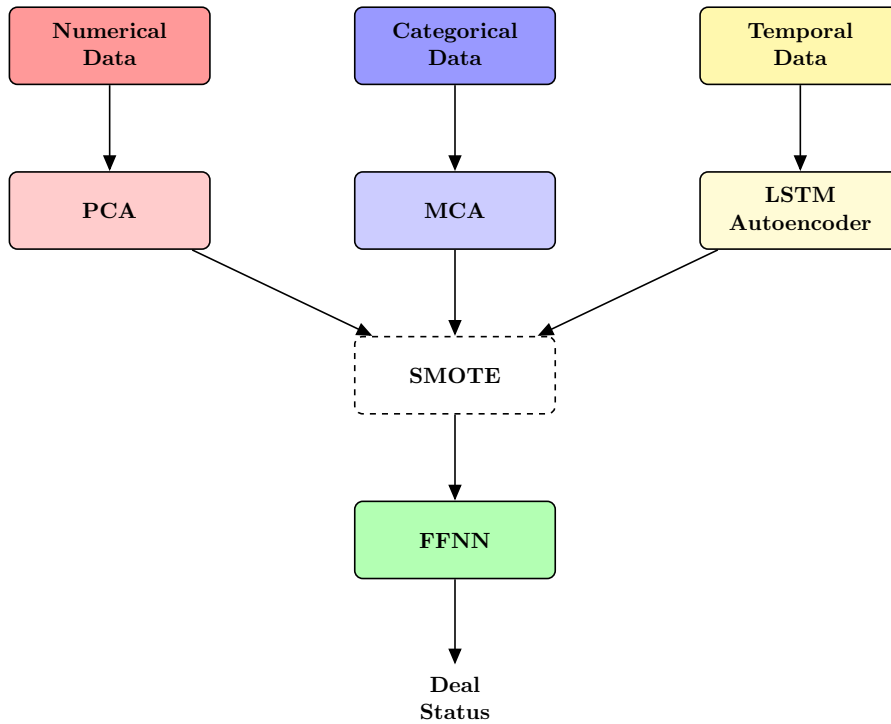 Numerical
Data
Categorical
Data
Temporal
Data
PCA
MCA
LSTM
Autoencoder
SMOTE
FFNN
Deal
Status